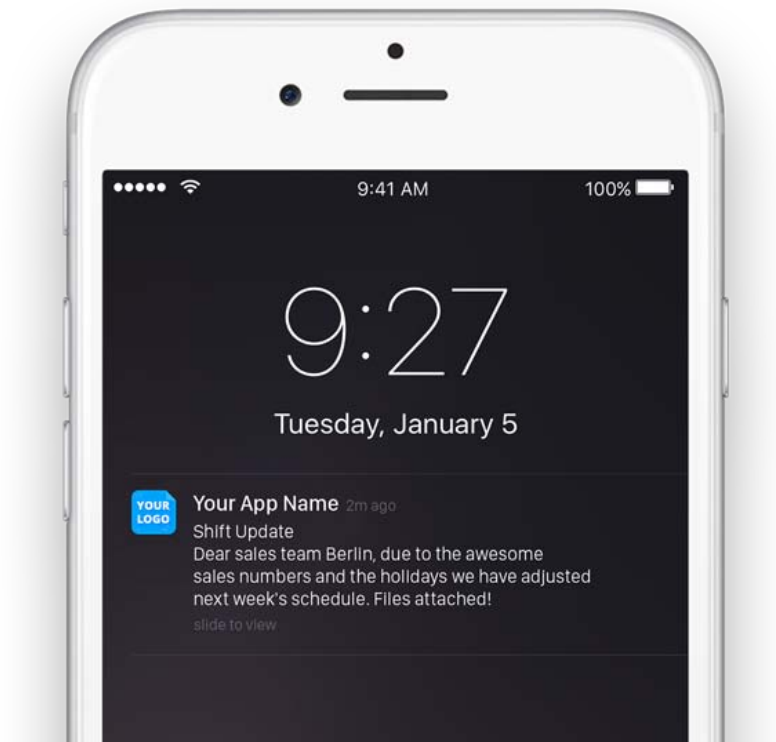 9:41 AM 100%
9:27
Tuesday, January 5
YOUR
LOGO
Your App Name 2m ago
Shift Update
Dear sales team Berlin, due to the awesome
sales numbers and the holidays we have adjusted
next week's schedule. Files attached!
slide to view